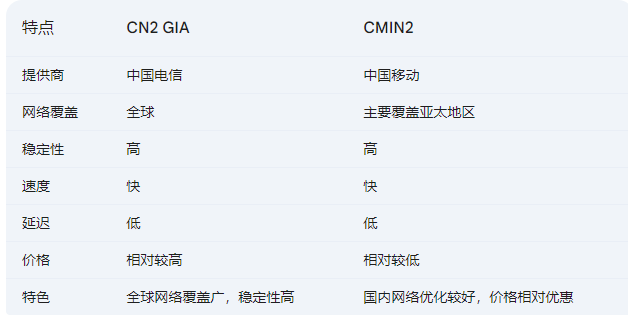 特点 CN2 GIA CMIN2
提供商 中国电信 中国移动
网络覆盖 全球 主要覆盖亚太地区
稳定性 高 高
速度 快 快
延迟 低 低
价格 相对较高 相对较低
特色 全球网络覆盖广，稳定性高 国内网络优化较好，价格相对优惠